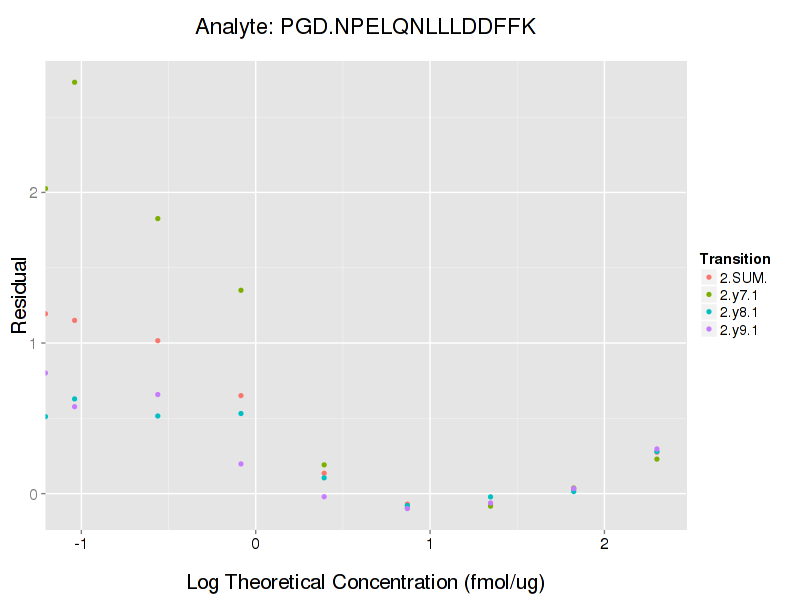 Analyte: PGD.NPELQNLLLDDFFK
Residual
2
1
0
-1 0 1 2
Log Theoretical Concentration (fmol/ug)
Transition
2.SUM.
2.y7.1
2.y8.1
2.y9.1